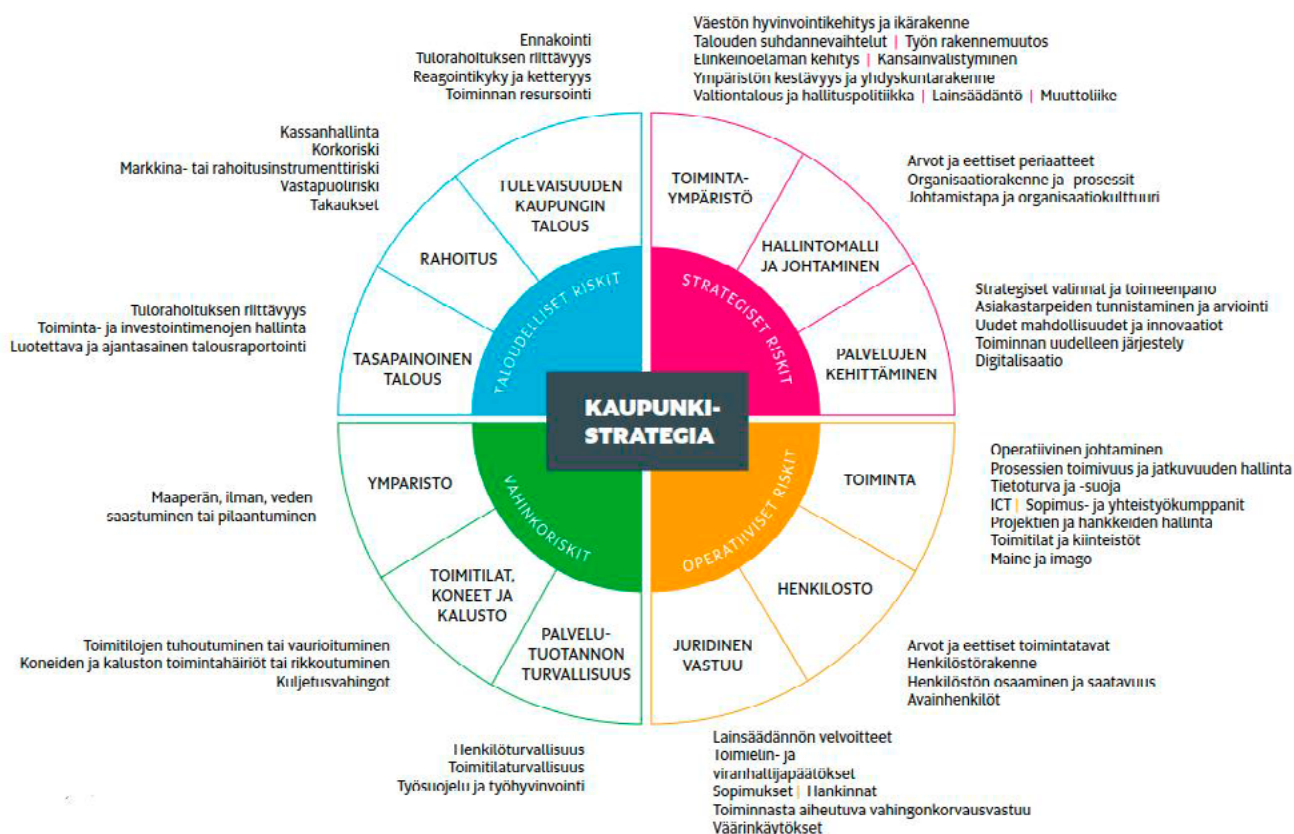 Ennakointi
Tulorahoituksen riittävyys
Reagointikyky ja ketteryys
Toiminnan resursointi
Väestön hyvinvointikehitys ja ikärakenne
Talouden suhdannevaihtelut | Työn rakennemuutos
Elinkeinoelämän kehitys | Kansainvälistyminen
Ympäristön kestävyys ja yhdyskuntarakenne
Valtiontalous ja hallituspolitiikka | Lainsäädäntö | Muuttoliike
Kassanhallinta
Korkoriski
Markkina- tai rahoitusinstrumenttiriski
Vastapuoliriski
Takaukset
Arvot ja eettiset periaatteet
Organisaatiorakenne ja -prosessit
Johtamistapa ja organisaatiokulttuuri
TULEVAISUUDEN
KAUPUNGIN
TALOUS
TOIMINTA-
YMPÄRISTÖ
RAHOITUS
HALLINTOMALLI
JA JOHTAMINEN
Tulorahoituksen riittävyys
Toiminta- ja investointimenojen hallinta
Luotettava ja ajantasainen talousraportointi
Strategiset valinnat ja toimeenpano
Asiakastarpeiden tunnistaminen ja arviointi
Uudet mahdollisuudet ja innovaatiot
Toiminnan uudelleen järjestely
Digitalisaatio
TASAPAINOINEN
TALOUS
TALOUDELLISET RISKIT
STRATEGISET RISKIT
PALVELUJEN
KEHITTÄMINEN
KAUPUNKI-
STRATEGIA
YMPÄRISTÖ
VAHINKORISKIT
OPERATIIVISET RISKIT
TOIMINTA
Maaperän, ilman, veden
saastuminen tai pilaantuminen
Operatiivinen johtaminen
Prosessien toimivuus ja jatkuvuuden hallinta
Tietoturva ja -suoja
ICT | Sopimus- ja yhteistyökumppanit
Projektien ja hankkeiden hallinta
Toimitilat ja kiinteistöt
Maine ja imago
TOIMITILAT,
KONEET JA
KALUSTO
HENKILÖSTÖ
PALVELU-
TUOTANNON
TURVALLISUUS
JURIDINEN
VASTUU
Toimitilojen tuhoutuminen tai vaurioituminen
Koneiden ja kaluston toimintahäiriöt tai rikkoutuminen
Kuljetusvahingot
Arvot ja eettiset toimintatavat
Henkilöstörakenne
Henkilöstön osaaminen ja saatavuus
Avainhenkilöt
Henkilöturvallisuus
Toimitilaturvallisuus
Työsuojelu ja työhyvinvointi
Lainsäädännön velvoitteet
Toimielin- ja
viranhaltijapäätökset
Sopimukset | Hankinnat
Toiminnasta aiheutuva vahingonkorvausvastuu
Väärinkäytökset